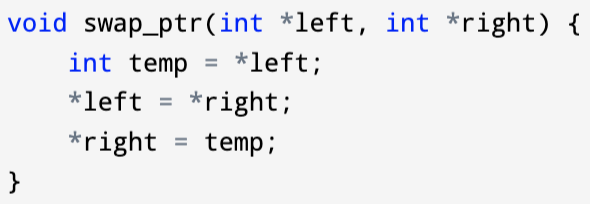 void swap_ptr(int *left, int *right) {
    int temp = *left;
    *left = *right;
    *right = temp;
}